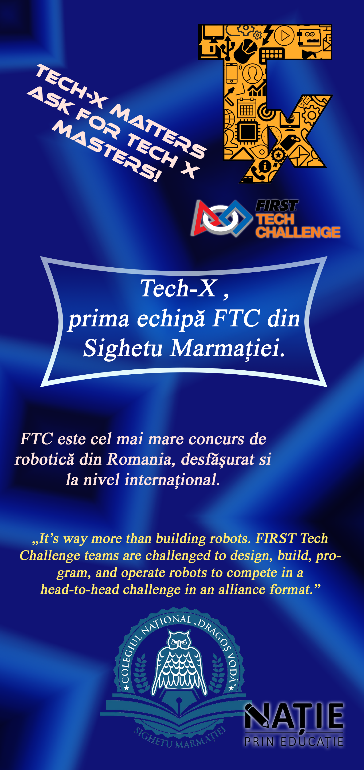 TECH-X MATTERS
ASK FOR TECH X
MASTERS!
Tx
FIRST
TECH
CHALLENGE
Tech-X ,
prima echipă FTC din
Sighetu Marmației.
FTC este cel mai mare concurs de
robotică din Romania, desfășurat si
la nivel internațional.
„It's way more than building robots. FIRST Tech
Challenge teams are challenged to design, build, pro-
gram, and operate robots to compete in a
head-to-head challenge in an alliance format.”
COLEGIUL NAȚIONAL „DRAGOȘ VODĂ”
SIGHETU MARMAȚIEI
NAȚIE
PRIN EDUCAȚIE